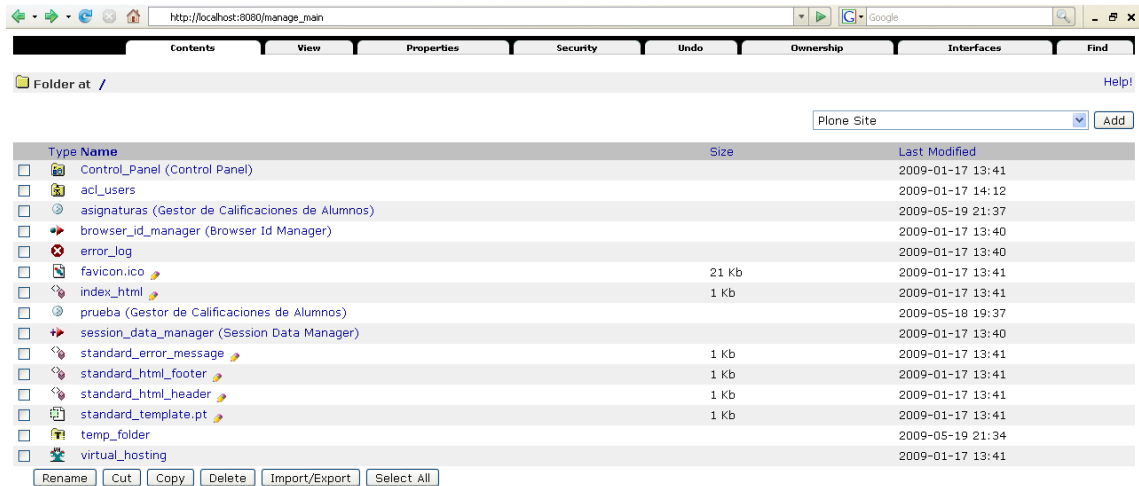 http://localhost:8080/manage_main G Google
Contents View Properties Security Undo Ownership Interfaces Find
Folder at / Help!
Plone Site Add
Type Name Size Last Modified
Control_Panel (Control Panel) 2009-01-17 13:41
acl_users 2009-01-17 14:12
asignaturas (Gestor de Calificaciones de Alumnos) 2009-05-19 21:37
browser_id_manager (Browser Id Manager) 2009-01-17 13:40
error_log 2009-01-17 13:40
favicon.ico 21 Kb 2009-01-17 13:41
index_html 1 Kb 2009-01-17 13:41
prueba (Gestor de Calificaciones de Alumnos) 2009-05-18 19:37
session_data_manager (Session Data Manager) 2009-01-17 13:40
standard_error_message 1 Kb 2009-01-17 13:41
standard_html_footer 1 Kb 2009-01-17 13:41
standard_html_header 1 Kb 2009-01-17 13:41
standard_template.pt 1 Kb 2009-01-17 13:41
temp_folder 2009-05-19 21:34
virtual_hosting 2009-01-17 13:41
Rename Cut Copy Delete Import/Export Select All